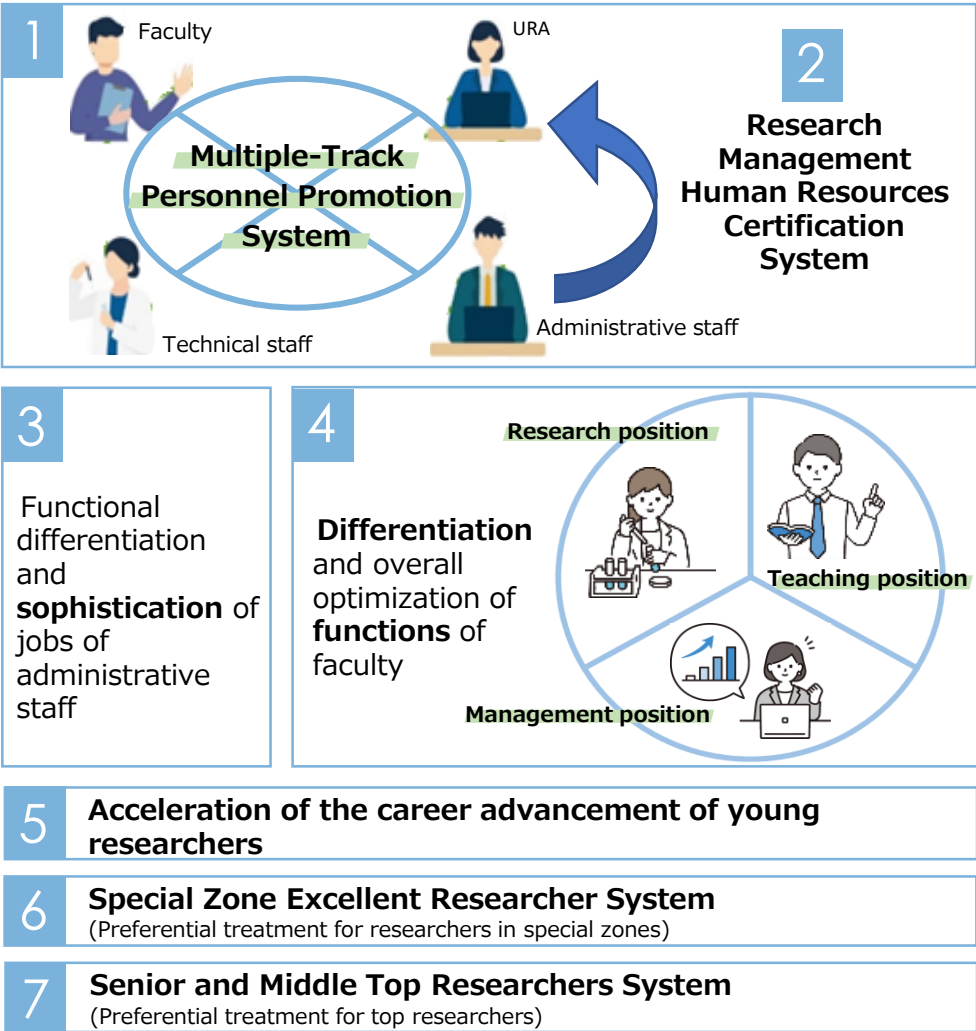 1
Faculty
URA
Multiple-Track
Personnel Promotion
System
Technical staff
Administrative staff
2
Research
Management
Human Resources
Certification
System
3
Functional
differentiation
and
sophistication of
jobs of
administrative
staff
4
Differentiation
and overall
optimization of
functions of
faculty
Research position
Teaching position
Management position
5
Acceleration of the career advancement of young
researchers
6
Special Zone Excellent Researcher System
(Preferential treatment for researchers in special zones)
7
Senior and Middle Top Researchers System
(Preferential treatment for top researchers)